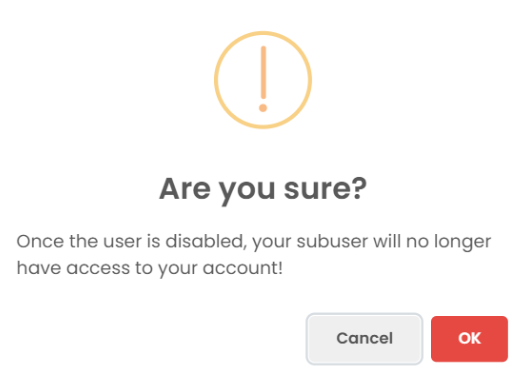 Are you sure?
Once the user is disabled, your subuser will no longer
have access to your account!
Cancel OK